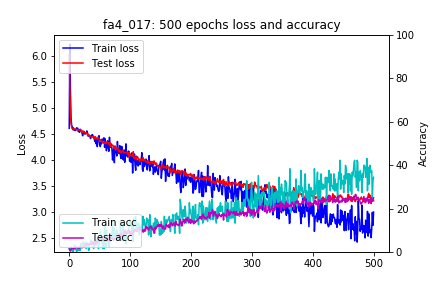 fa4_017: 500 epochs loss and accuracy
Train loss
Test loss
Train acc
Test acc
Loss
6.0
5.5
5.0
4.5
4.0
3.5
3.0
2.5
Accuracy
100
80
60
40
20
0
0 100 200 300 400 500